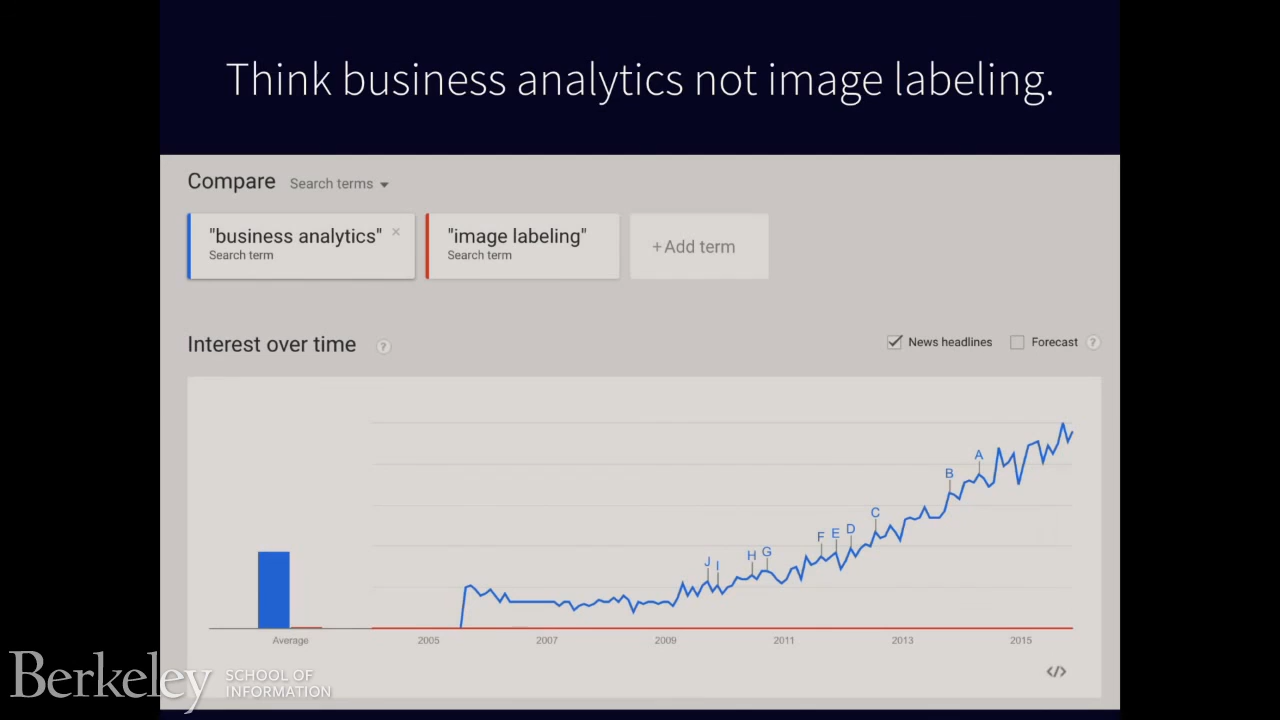 Think business analytics not image labeling.
Compare Search terms
"business analytics" ×
Search term
"image labeling"
Search term
+Add term
Interest over time ?
News headlines
Forecast ?
A
B
C
F E D
H G
J I
Average 2005 2007 2009 2011 2013 2015
</>
Berkeley SCHOOL OF
INFORMATION